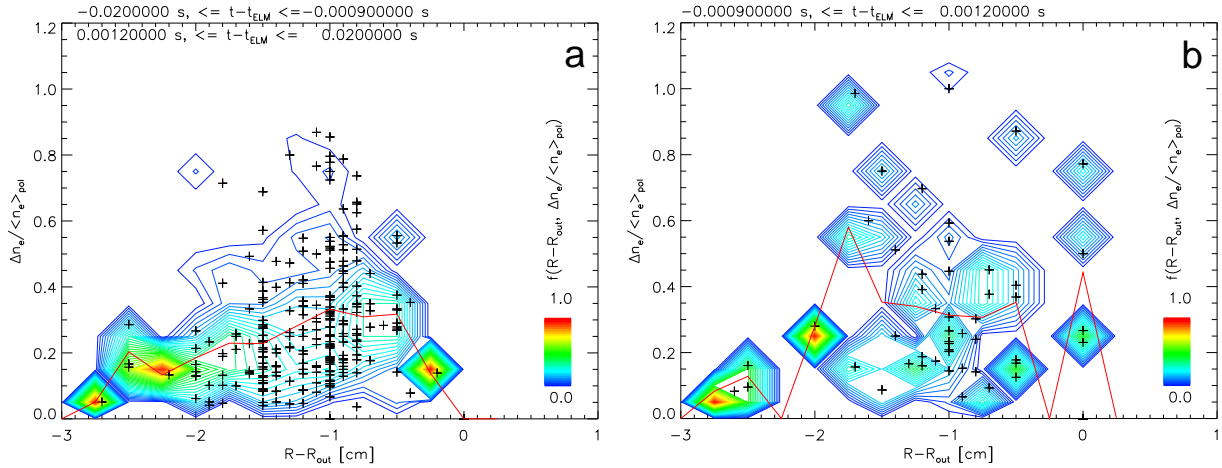 -0.0200000 s, <= t-t_ELM <=-0.000900000 s
0.00120000 s, <= t-t_ELM <= 0.0200000 s
a
1.2
1.0
0.8
0.6
0.4
0.2
0.0
Δn_e/<n_e>_pol
-3
-2
-1
0
1
R-R_out [cm]
f(R-R_out, Δn_e/<n_e>_pol)
1.0
0.0
-0.000900000 s, <= t-t_ELM <= 0.00120000 s
b
1.2
1.0
0.8
0.6
0.4
0.2
0.0
Δn_e/<n_e>_pol
-3
-2
-1
0
1
R-R_out [cm]
f(R-R_out, Δn_e/<n_e>_pol)
1.0
0.0